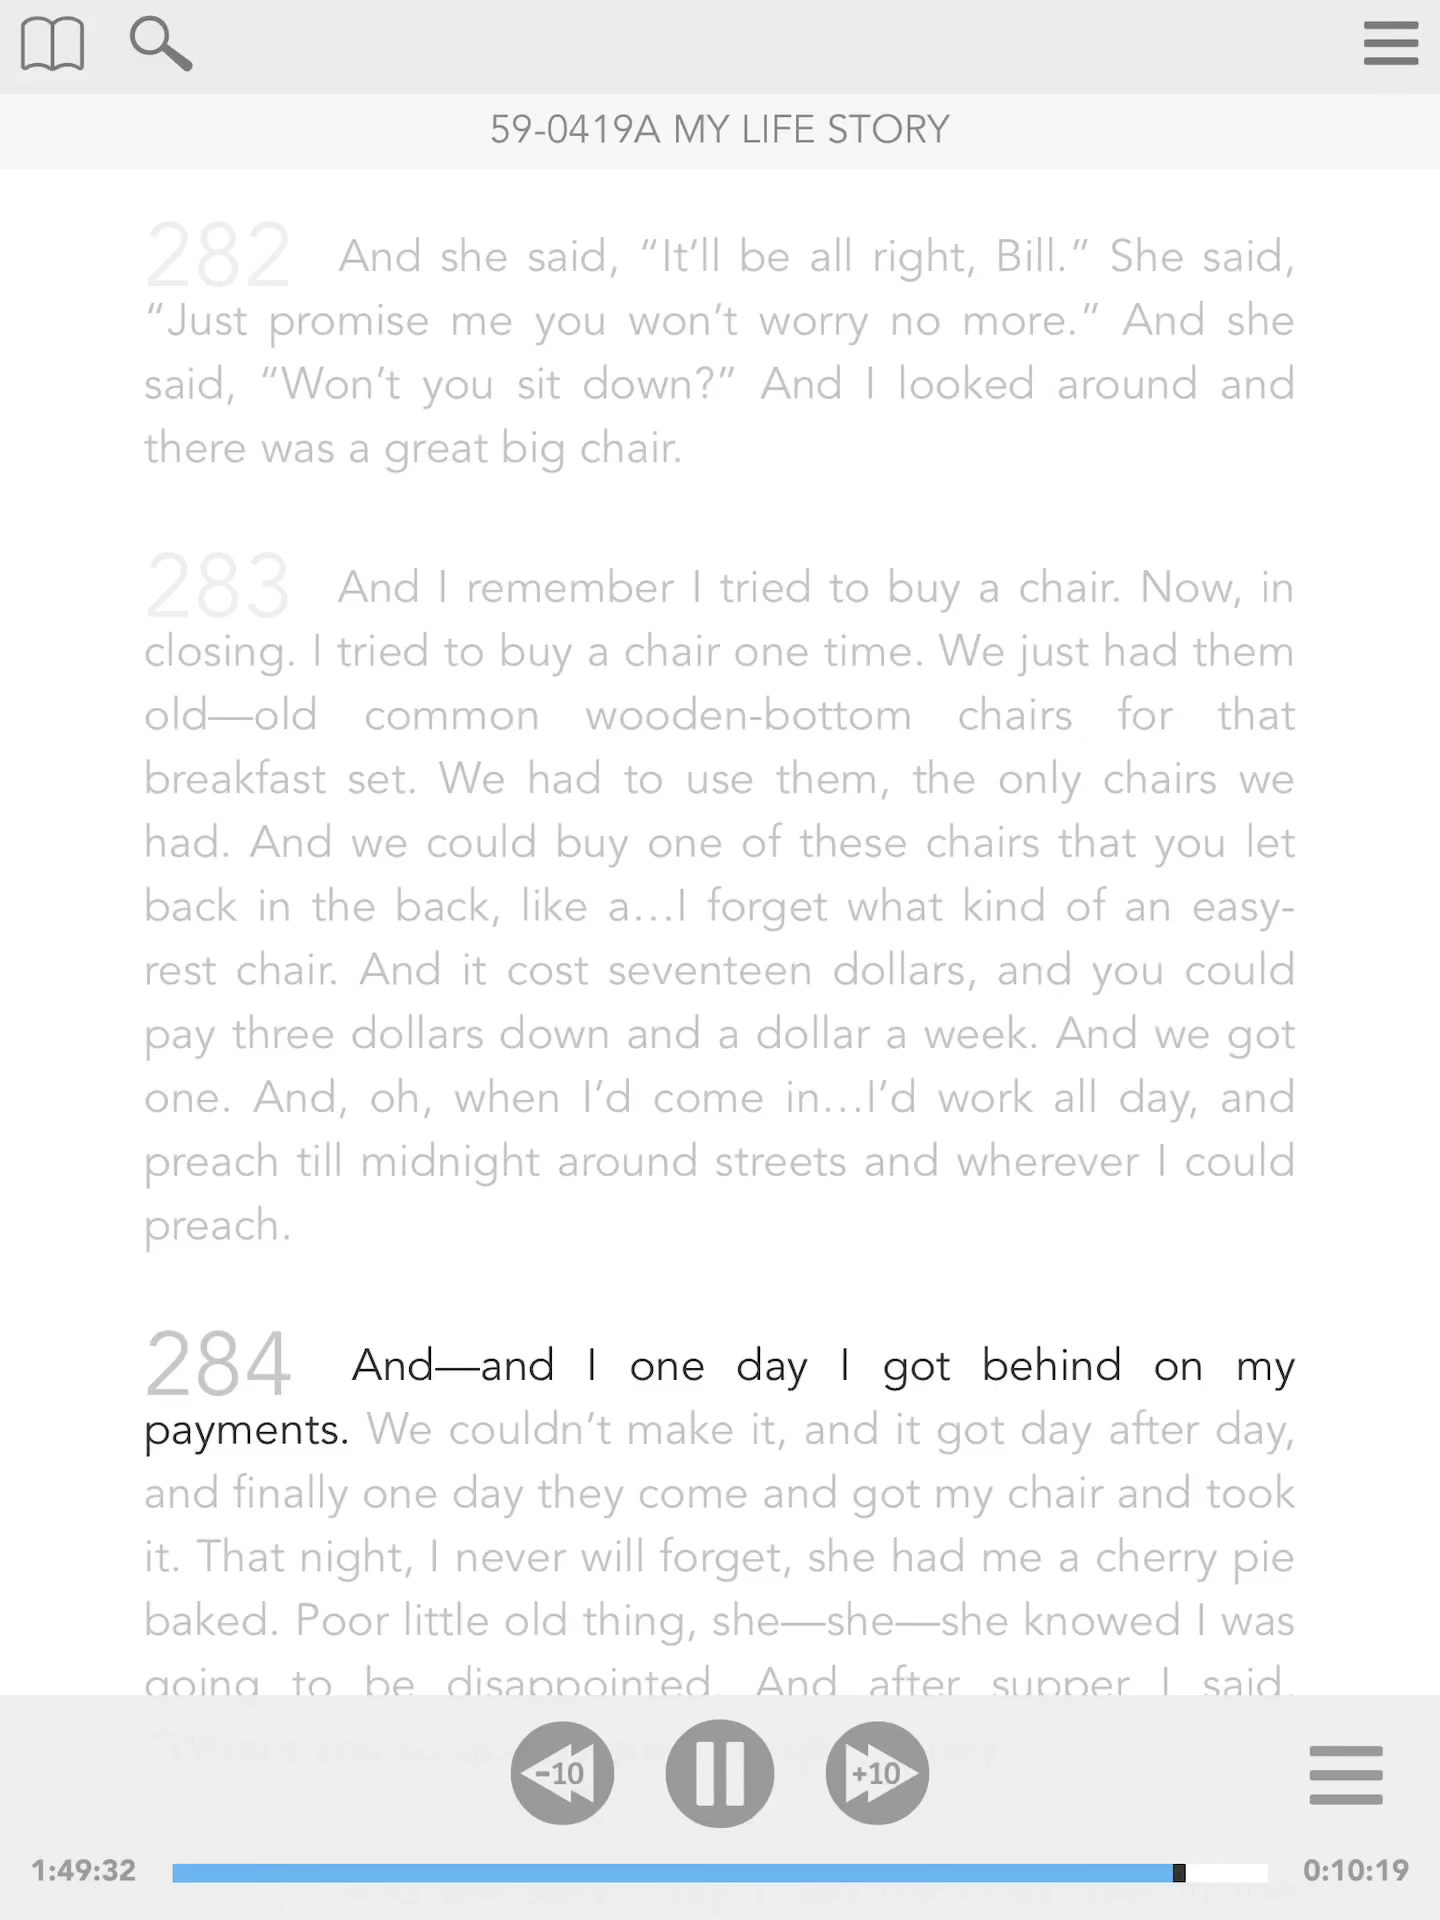 59-0419A MY LIFE STORY
282 And she said, “It’ll be all right, Bill.” She said,
“Just promise me you won’t worry no more.” And she
said, “Won’t you sit down?” And I looked around and
there was a great big chair.
283 And I remember I tried to buy a chair. Now, in
closing. I tried to buy a chair one time. We just had them
old—old common wooden-bottom chairs for that
breakfast set. We had to use them, the only chairs we
had. And we could buy one of these chairs that you let
back in the back, like a…I forget what kind of an easy-
rest chair. And it cost seventeen dollars, and you could
pay three dollars down and a dollar a week. And we got
one. And, oh, when I’d come in…I’d work all day, and
preach till midnight around streets and wherever I could
preach.
284 And—and I one day I got behind on my
payments. We couldn’t make it, and it got day after day,
and finally one day they come and got my chair and took
it. That night, I never will forget, she had me a cherry pie
baked. Poor little old thing, she—she—she knowed I was
going to be disappointed. And after supper I said,
-10 +10
1:49:32 0:10:19